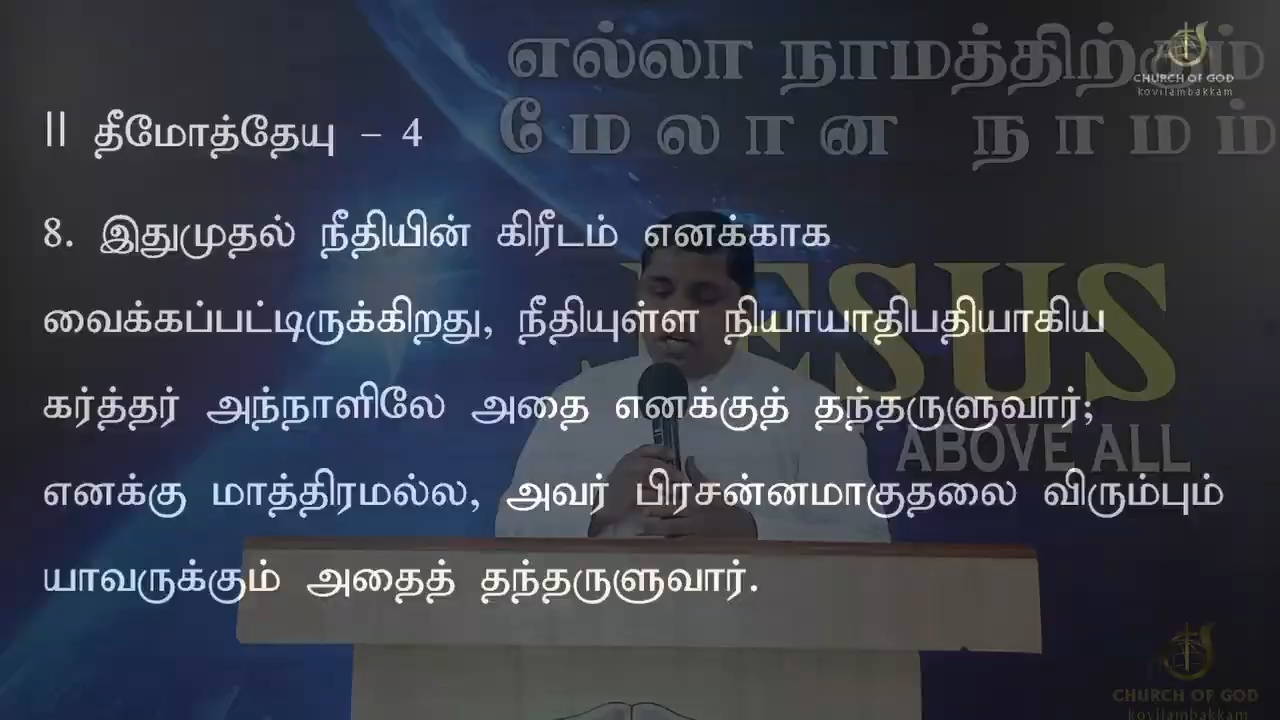 எல்லா நாமத்திற்கும்
மேலான நாமம்
CHURCH OF GOD
kovilambakkam
II தீமோத்தேயு – 4
8. இதுமுதல் நீதியின் கிரீடம் எனக்காக
வைக்கப்பட்டிருக்கிறது, நீதியுள்ள நியாயாதிபதியாகிய
கர்த்தர் அந்நாளிலே அதை எனக்குத் தந்தருளுவார்;
எனக்கு மாத்திரமல்ல, அவர் பிரசன்னமாகுதலை விரும்பும்
யாவருக்கும் அதைத் தந்தருளுவார்.
JESUS
ABOVE ALL
CHURCH OF GOD
kovilambakkam